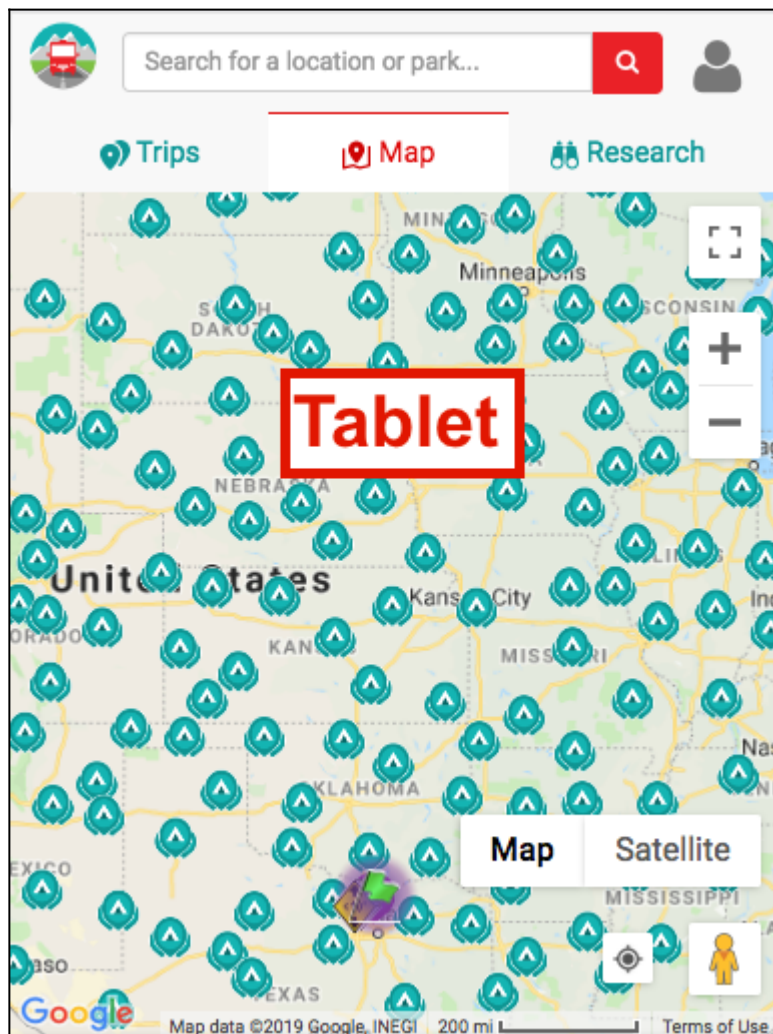 Search for a location or park...
Trips
Map
Research
Minneapolis
Tablet
NEBRASKA
United States
Kansas City
MISSOURI
OKLAHOMA
Map
Satellite
MISSISSIPPI
TEXAS
Google
Map data ©2019 Google, INEGI
200 mi
Terms of Use